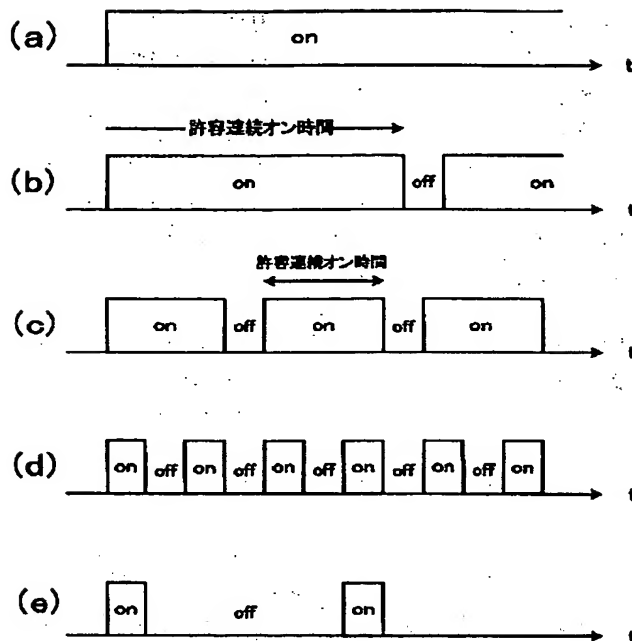 (a)
on
t
許容連続オン時間
(b)
on off on
t
許容連続オン時間
(c)
on off on off on
t
(d)
on off on off on off on off on off on
t
(e)
on off on
t